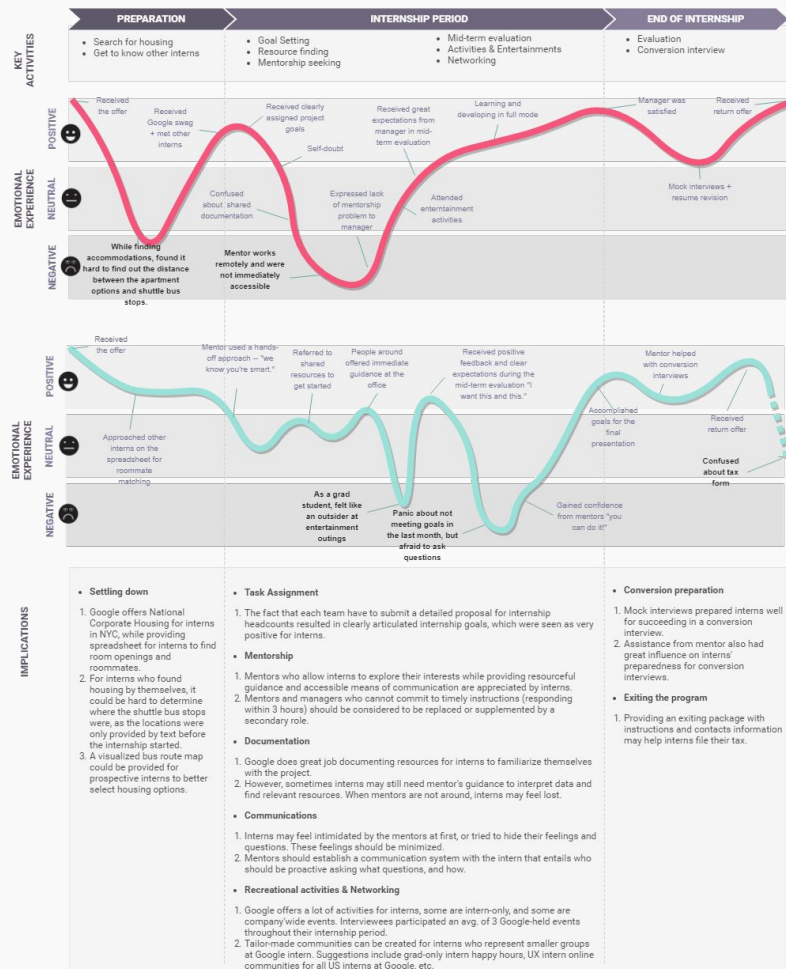 PREPARATION
INTERNSHIP PERIOD
END OF INTERNSHIP
KEY
ACTIVITIES
• Search for housing
• Get to know other interns
• Goal Setting
• Resource finding
• Mentorship seeking
• Mid-term evaluation
• Activities & Entertainments
• Networking
• Evaluation
• Conversion interview
EMOTIONAL
EXPERIENCE
POSITIVE
NEUTRAL
NEGATIVE
Received
the offer
Received
Google swag
+ met other
interns
Received clearly
assigned project
goals
Self-doubt
Received great
expectations from
manager in mid-
term evaluation
Learning and
developing in full mode
Manager was
satisfied
Received
return offer
Confused
about shared
documentation
Expressed lack
of mentorship
problem to
manager
Attended
enterntainment
activities
Mock interviews +
resume revision
While finding
accommodations, found it
hard to find out the distance
between the apartment
options and shuttle bus
stops.
Mentor works
remotely and were
not immediately
accessible
EMOTIONAL
EXPERIENCE
POSITIVE
NEUTRAL
NEGATIVE
Received
the offer
Mentor used a hands-
off approach -- "we
know you're smart."
Referred to
shared
resources to
get started
People around
offered immediate
guidance at the
office
Received positive
feedback and clear
expectations during the
mid-term evaluation "I
want this and this."
Mentor helped
with conversion
interviews
Approached other
interns on the
spreadsheet for
roommate
matching
Accomplished
goals for the
final
presentation
Received
return offer
Confused
about tax
form
As a grad
student, felt like
an outsider at
entertainment
outings
Panic about not
meeting goals in
the last month, but
afraid to ask
questions
Gained confidence
from mentors "you
can do it!"
IMPLICATIONS
• Settling down
1. Google offers National
Corporate Housing for interns
in NYC, while providing
spreadsheet for interns to find
room openings and
roommates.
2. For interns who found
housing by themselves, it
could be hard to determine
where the shuttle bus stops
were, as the locations were
only provided by text before
the internship started.
3. A visualized bus route map
could be provided for
prospective interns to better
select housing options.
• Task Assignment
1. The fact that each team have to submit a detailed proposal for internship
headcounts resulted in clearly articulated internship goals, which were seen as very
positive for interns.
• Mentorship
1. Mentors who allow interns to explore their interests while providing resourceful
guidance and accessible means of communication are appreciated by interns.
2. Mentors and managers who cannot commit to timely instructions (responding
within 3 hours) should be considered to be replaced or supplemented by a
secondary role.
• Documentation
1. Google does great job documenting resources for interns to familiarize themselves
with the project.
2. However, sometimes interns may still need mentor's guidance to interpret data and
find relevant resources. When mentors are not around, interns may feel lost.
• Communications
1. Interns may feel intimidated by the mentors at first, or tried to hide their feelings and
questions. These feelings should be minimized.
2. Mentors should establish a communication system with the intern that entails who
should be proactive asking what questions, and how.
• Recreational activities & Networking
1. Google offers a lot of activities for interns, some are intern-only, and some are
company'wide events. Interviewees participated an avg. of 3 Google-held events
throughout their internship period.
2. Tailor-made communities can be created for interns who represent smaller groups
at Google intern. Suggestions include grad-only intern happy hours, UX intern online
communities for all US interns at Google, etc.
• Conversion preparation
1. Mock interviews prepared interns well
for succeeding in a conversion
interview.
2. Assistance from mentor also had
great influence on interns'
preparedness for conversion
interviews.
• Exiting the program
1. Providing an exiting package with
instructions and contacts information
may help interns file their tax.